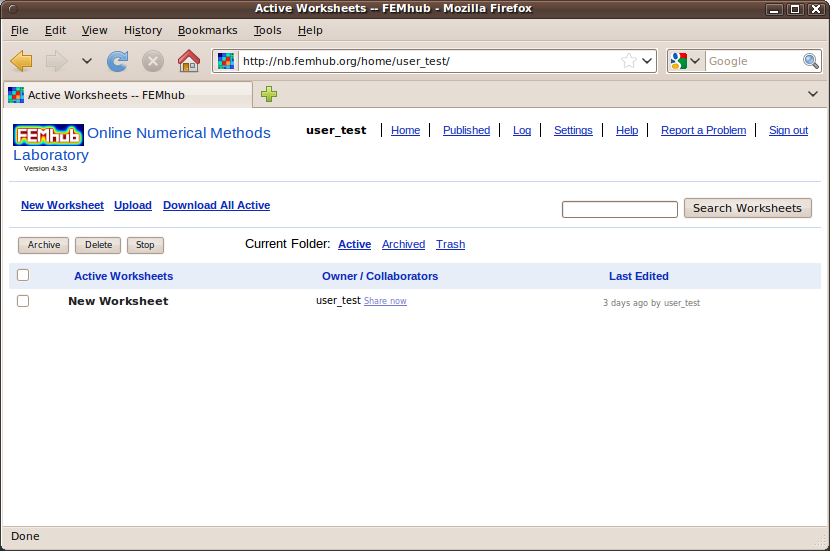 Active Worksheets -- FEMhub - Mozilla Firefox
File Edit View History Bookmarks Tools Help
http://nb.femhub.org/home/user_test/ Google
Active Worksheets -- FEMhub
FEMhub Online Numerical Methods user_test Home Published Log Settings Help Report a Problem Sign out
Laboratory
Version 4.3-3
New Worksheet Upload Download All Active Search Worksheets
Archive Delete Stop Current Folder: Active Archived Trash
Active Worksheets Owner / Collaborators Last Edited
New Worksheet user_test Share now 3 days ago by user_test
Done